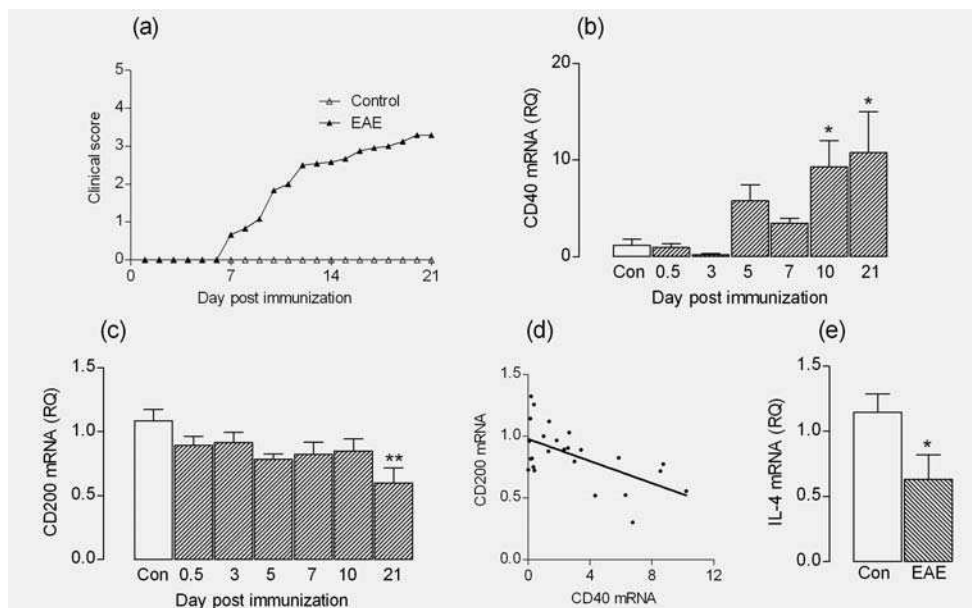 (a)
Clinical score
5
4
3
2
1
0
Control
EAE
0 7 14 21
Day post immunization
(b)
CD40 mRNA (RQ)
20
10
0
* *
Con 0.5 3 5 7 10 21
Day post immunization
(c)
CD200 mRNA (RQ)
1.5
1.0
0.5
0.0
**
Con 0.5 3 5 7 10 21
Day post immunization
(d)
CD200 mRNA
1.5
1.0
0.5
0.0
0 4 8 12
CD40 mRNA
(e)
IL-4 mRNA (RQ)
1.5
1.0
0.5
0.0
*
Con EAE